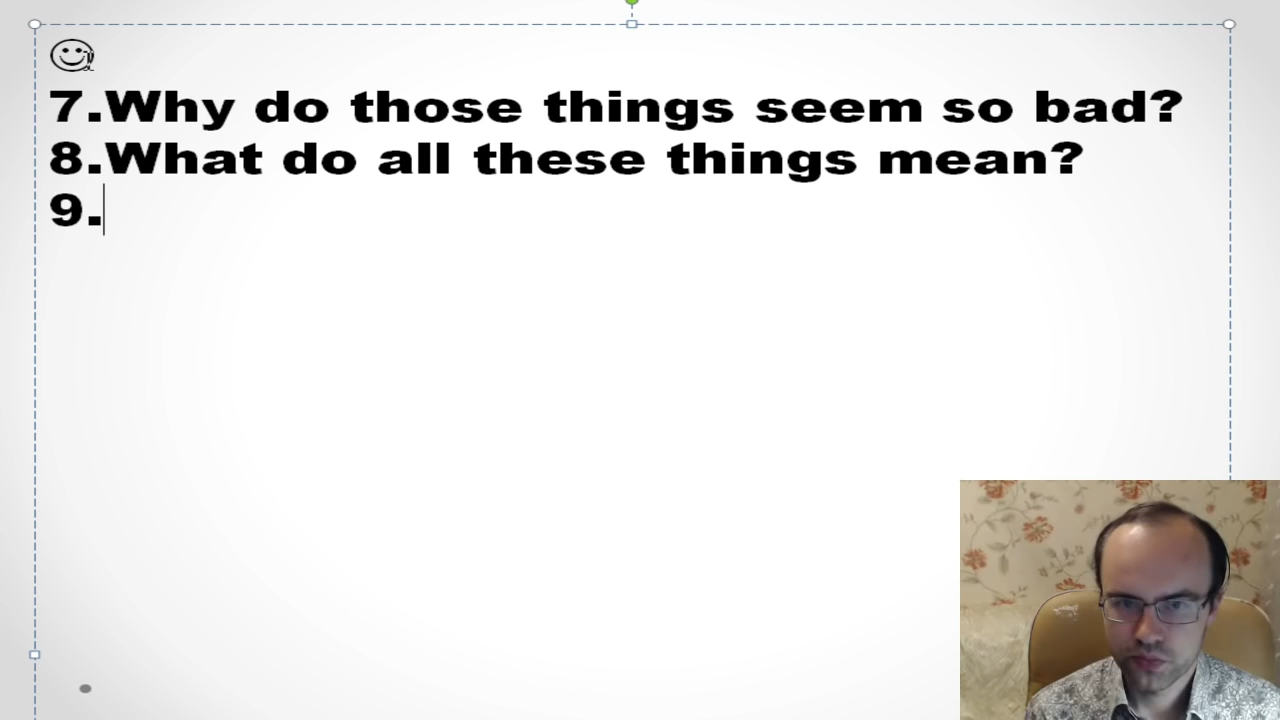 7.Why do those things seem so bad?
8.What do all these things mean?
9.